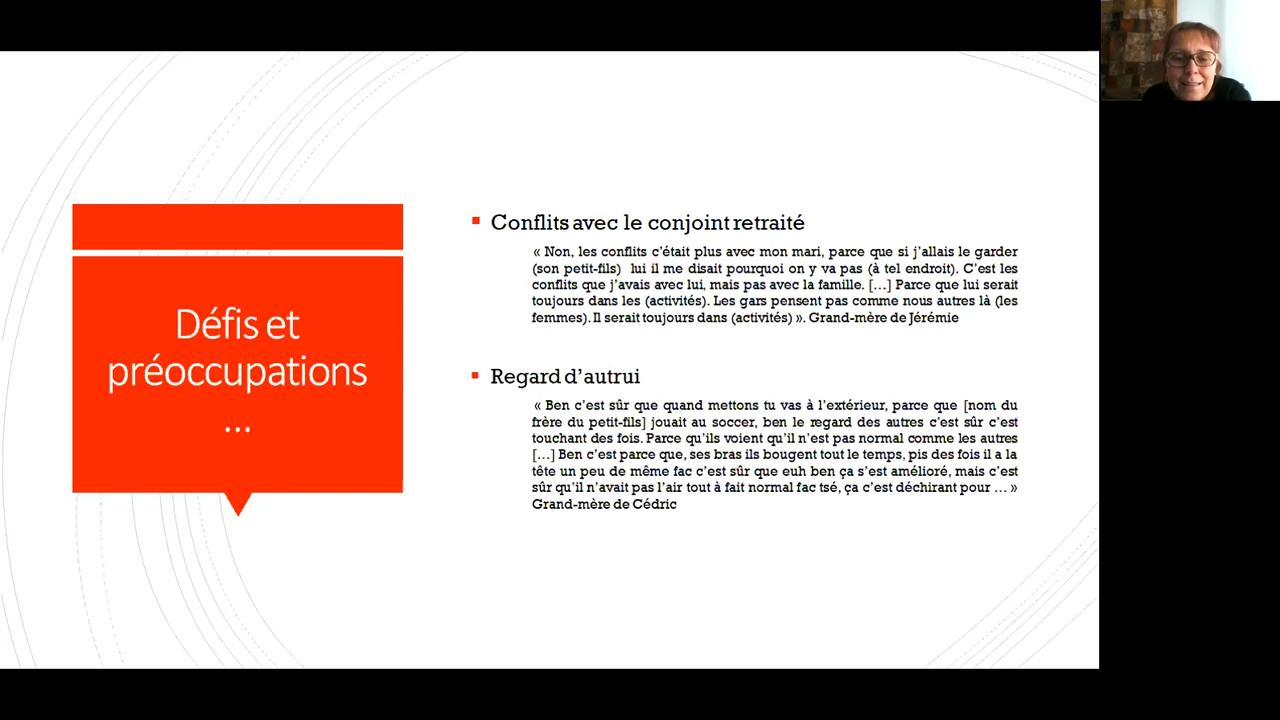 Défis et
préoccupations
...
Conflits avec le conjoint retraité
« Non, les conflits c’était plus avec mon mari, parce que si j’allais le garder
(son petit-fils) lui il me disait pourquoi on y va pas (à tel endroit). C’est les
conflits que j’avais avec lui, mais pas avec la famille. […] Parce que lui serait
toujours dans les (activités). Les gars pensent pas comme nous autres là (les
femmes). Il serait toujours dans (activités) ». Grand-mère de Jérémie
Regard d’autrui
« Ben c’est sûr que quand mettons tu vas à l’extérieur, parce que [nom du
frère du petit-fils] jouait au soccer, ben le regard des autres c’est sûr c’est
touchant des fois. Parce qu’ils voient qu’il n’est pas normal comme les autres
[…] Ben c’est parce que, ses bras ils bougent tout le temps, pis des fois il a la
tête un peu de même fac c’est sûr que euh ben ça s’est amélioré, mais c’est
sûr qu’il n’avait pas l’air tout à fait normal fac tsé, ça c’est déchirant pour … »
Grand-mère de Cédric